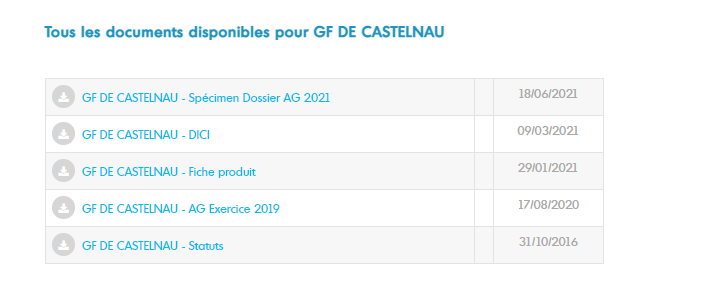 Tous les documents disponibles pour GF DE CASTELNAU
GF DE CASTELNAU - Spécimen Dossier AG 2021 18/06/2021
GF DE CASTELNAU - DICI 09/03/2021
GF DE CASTELNAU - Fiche produit 29/01/2021
GF DE CASTELNAU - AG Exercice 2019 17/08/2020
GF DE CASTELNAU - Statuts 31/10/2016